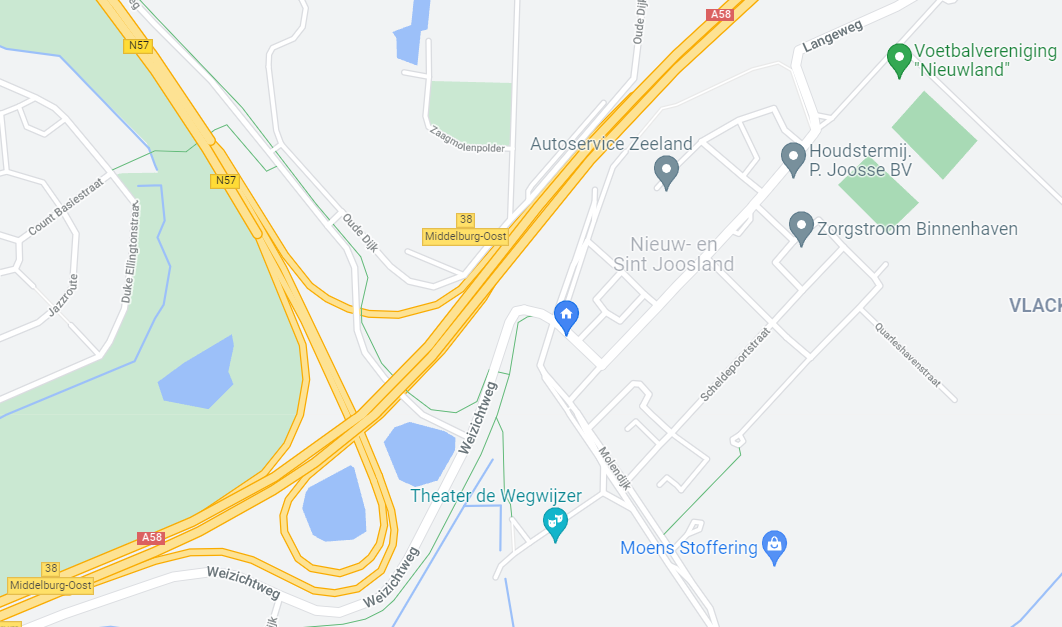 A58
Oude Dijk
Langeweg
N57
Voetbalvereniging
"Nieuwland"
Zaagmolenpolder
Autoservice Zeeland
Houdstermij.
P. Joosse BV
N57
Count Basiestraat
Duke Ellingtonstraat
Oude Dijk
38
Middelburg-Oost
Zorgstroom Binnenhaven
Nieuw- en
Sint Joosland
Jazzroute
VLACK
Quarleshavenstraat
Scheldepoortstraat
Weizichtweg
Molendijk
Theater de Wegwijzer
A58
Moens Stoffering
38
Middelburg-Oost
Weizichtweg
Weizichtweg